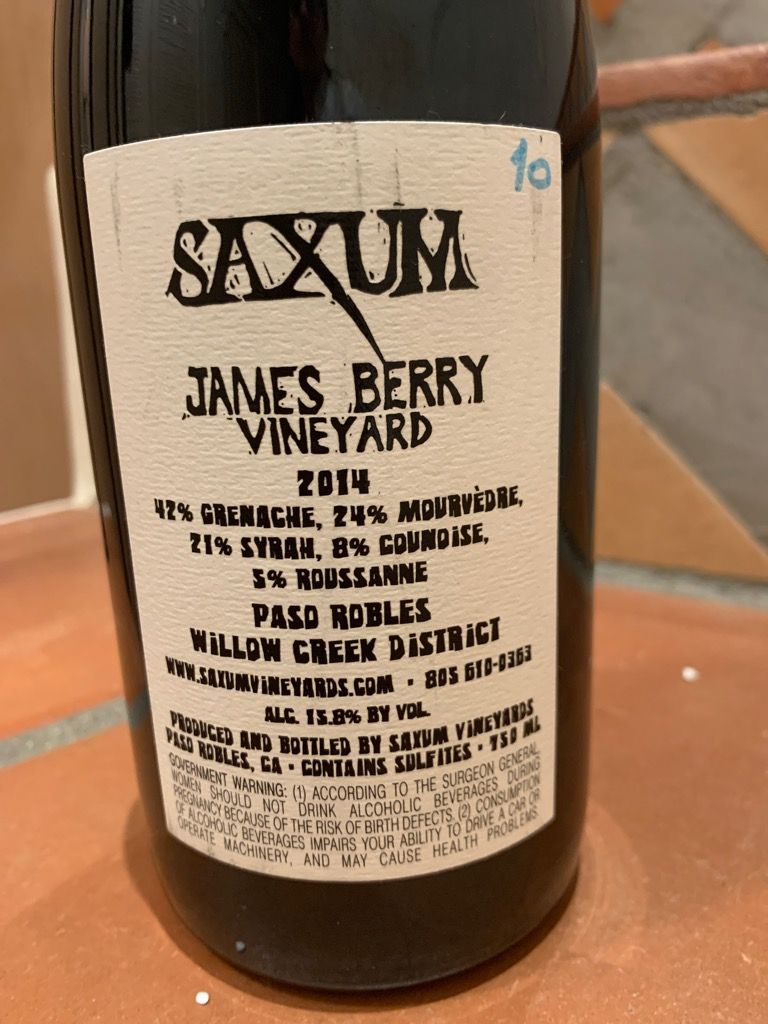 10
SAXUM
JAMES BERRY
VINEYARD
2014
42% GRENACHE, 24% MOURVÈDRE,
21% SYRAH, 8% COUNOISE,
5% ROUSSANNE
PASO ROBLES
WILLOW CREEK DISTRICT
WWW.SAXUMVINEYARDS.COM · 805 610-0363
ALC. 15.8% BY VOL.
PRODUCED AND BOTTLED BY SAXUM VINEYARDS
PASO ROBLES, CA · CONTAINS SULFITES · 750 ML
GOVERNMENT WARNING: (1) ACCORDING TO THE SURGEON GENERAL,
WOMEN SHOULD NOT DRINK ALCOHOLIC BEVERAGES DURING
PREGNANCY BECAUSE OF THE RISK OF BIRTH DEFECTS. (2) CONSUMPTION
OF ALCOHOLIC BEVERAGES IMPAIRS YOUR ABILITY TO DRIVE A CAR OR
OPERATE MACHINERY, AND MAY CAUSE HEALTH PROBLEMS.